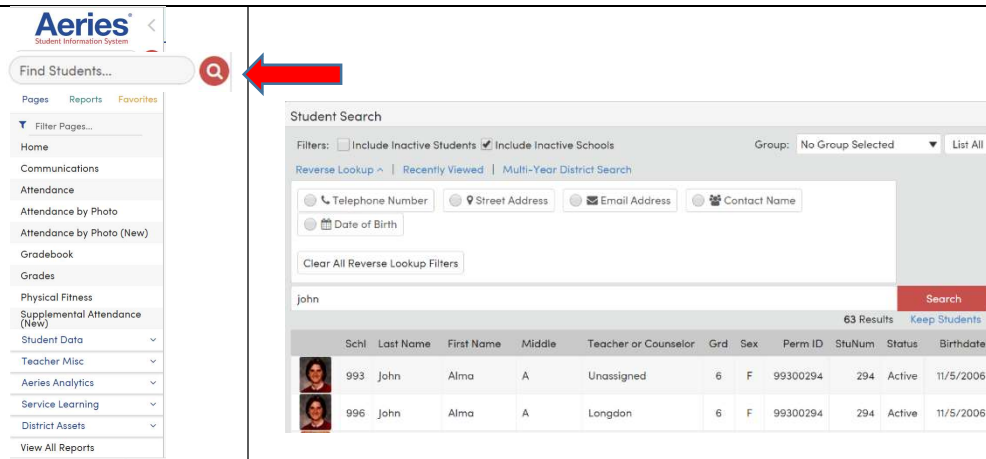 Aeries
Student Information System
Find Students...
Pages Reports Favorites
Filter Pages...
Home
Communications
Attendance
Attendance by Photo
Attendance by Photo (New)
Gradebook
Grades
Physical Fitness
Supplemental Attendance
(New)
Student Data
Teacher Misc
Aeries Analytics
Service Learning
District Assets
View All Reports
Student Search
Filters: Include Inactive Students Include Inactive Schools Group: No Group Selected List All
Reverse Lookup ^ | Recently Viewed | Multi-Year District Search
Telephone Number Street Address Email Address Contact Name
Date of Birth
Clear All Reverse Lookup Filters
john Search
63 Results Keep Students
Schl Last Name First Name Middle Teacher or Counselor Grd Sex Perm ID StuNum Status Birthdate
993 John Alma A Unassigned 6 F 99300294 294 Active 11/5/2006
996 John Alma A Longdon 6 F 99300294 294 Active 11/5/2006